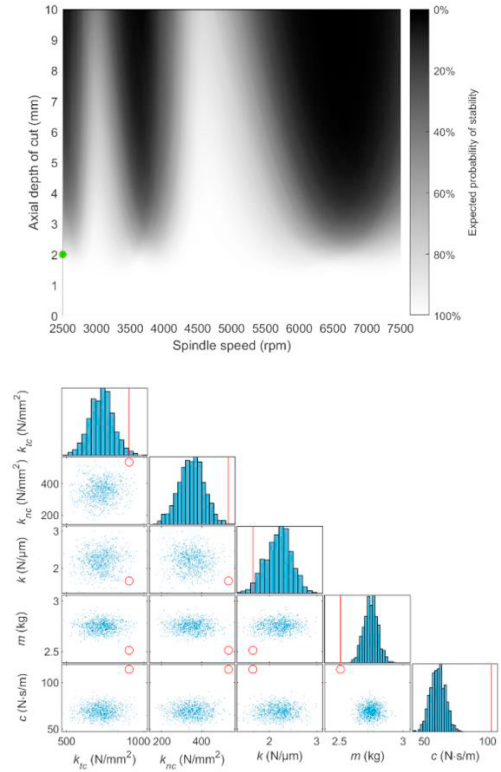 10
9
8
7
6
5
4
3
2
1
0
Axial depth of cut (mm)
2500 3000 3500 4000 4500 5000 5500 6000 6500 7000 7500
Spindle speed (rpm)
0%
20%
40%
60%
80%
100%
Expected probability of stability
k_tc (N/mm²)
k_nc (N/mm²)
400
200
k (N/μm)
3
2
1
m (kg)
3
2.5
c (N·s/m)
100
50
500 1000 200 400 2 3 2.5 3 50 100
k_tc (N/mm²) k_nc (N/mm²) k (N/μm) m (kg) c (N·s/m)